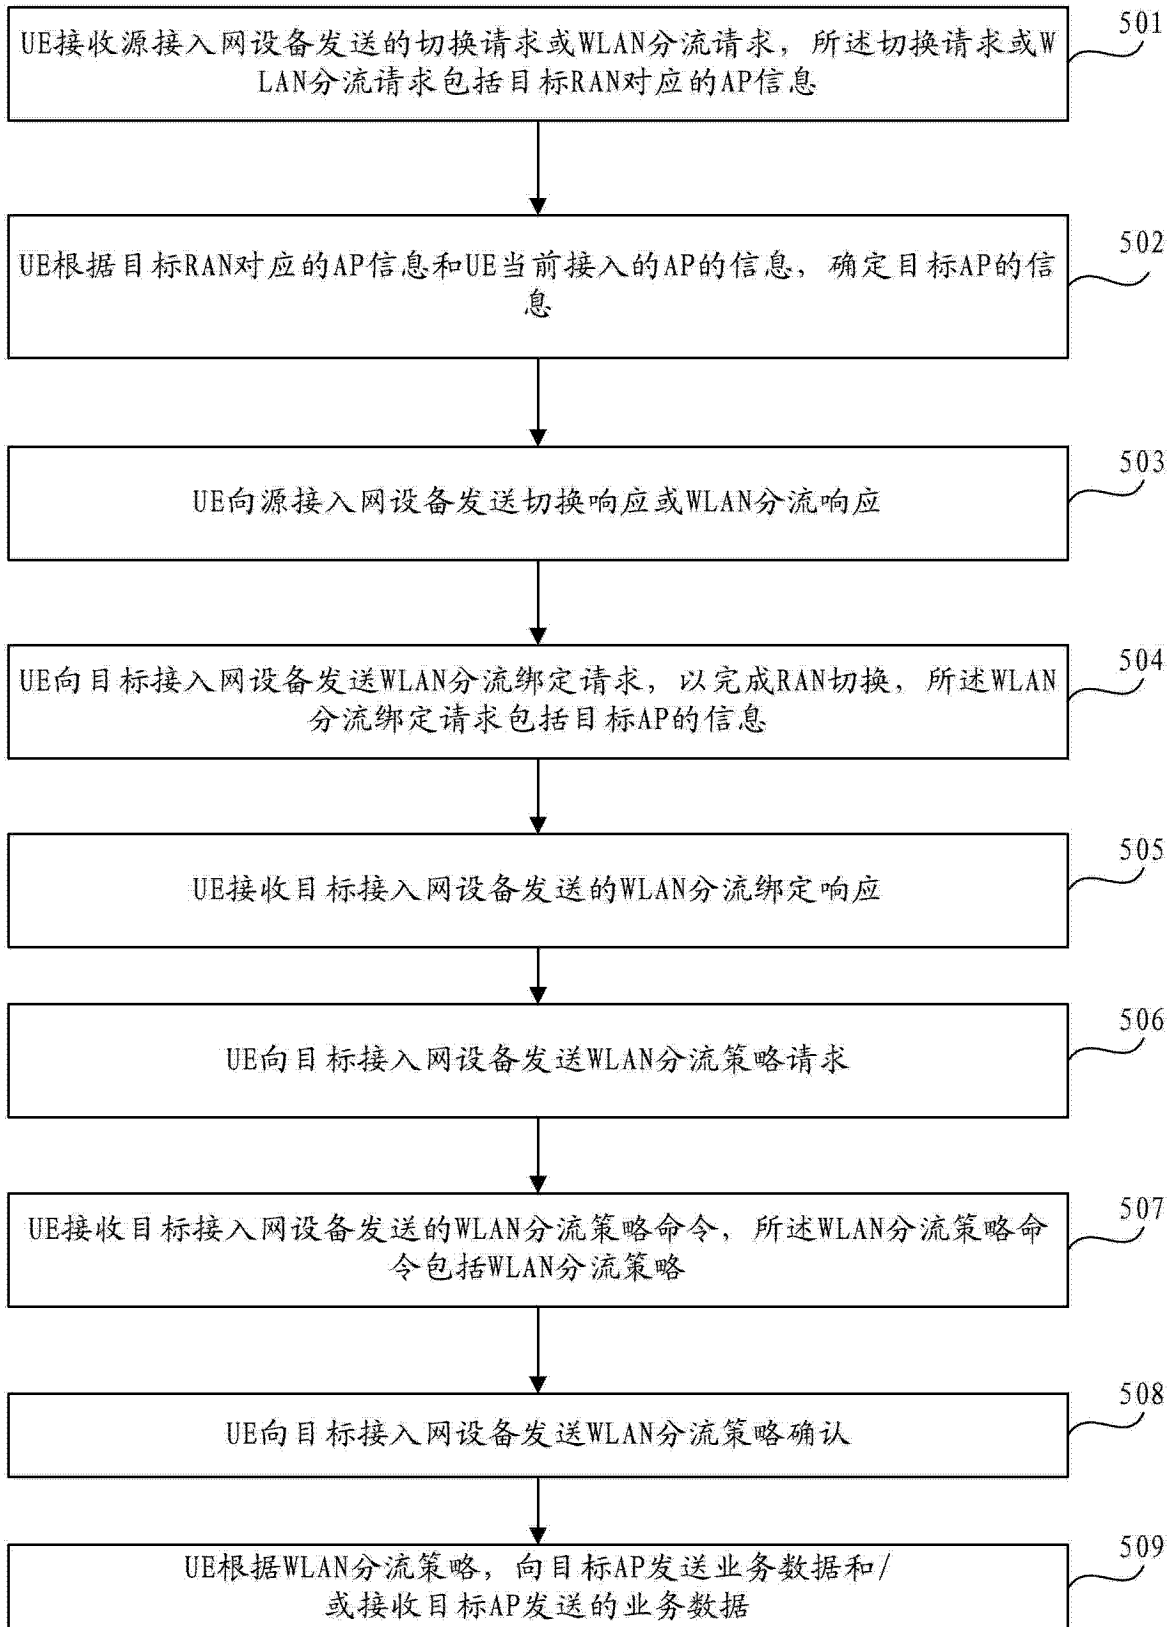 501
UE接收源接入网设备发送的切换请求或WLAN分流请求，所述切换请求或W
LAN分流请求包括目标RAN对应的AP信息
502
UE根据目标RAN对应的AP信息和UE当前接入的AP的信息，确定目标AP的信
息
503
UE向源接入网设备发送切换响应或WLAN分流响应
504
UE向目标接入网设备发送WLAN分流绑定请求，以完成RAN切换，所述WLAN
分流绑定请求包括目标AP的信息
505
UE接收目标接入网设备发送的WLAN分流绑定响应
506
UE向目标接入网设备发送WLAN分流策略请求
507
UE接收目标接入网设备发送的WLAN分流策略命令，所述WLAN分流策略命
令包括WLAN分流策略
508
UE向目标接入网设备发送WLAN分流策略确认
509
UE根据WLAN分流策略，向目标AP发送业务数据和/
或接收目标AP发送的业务数据